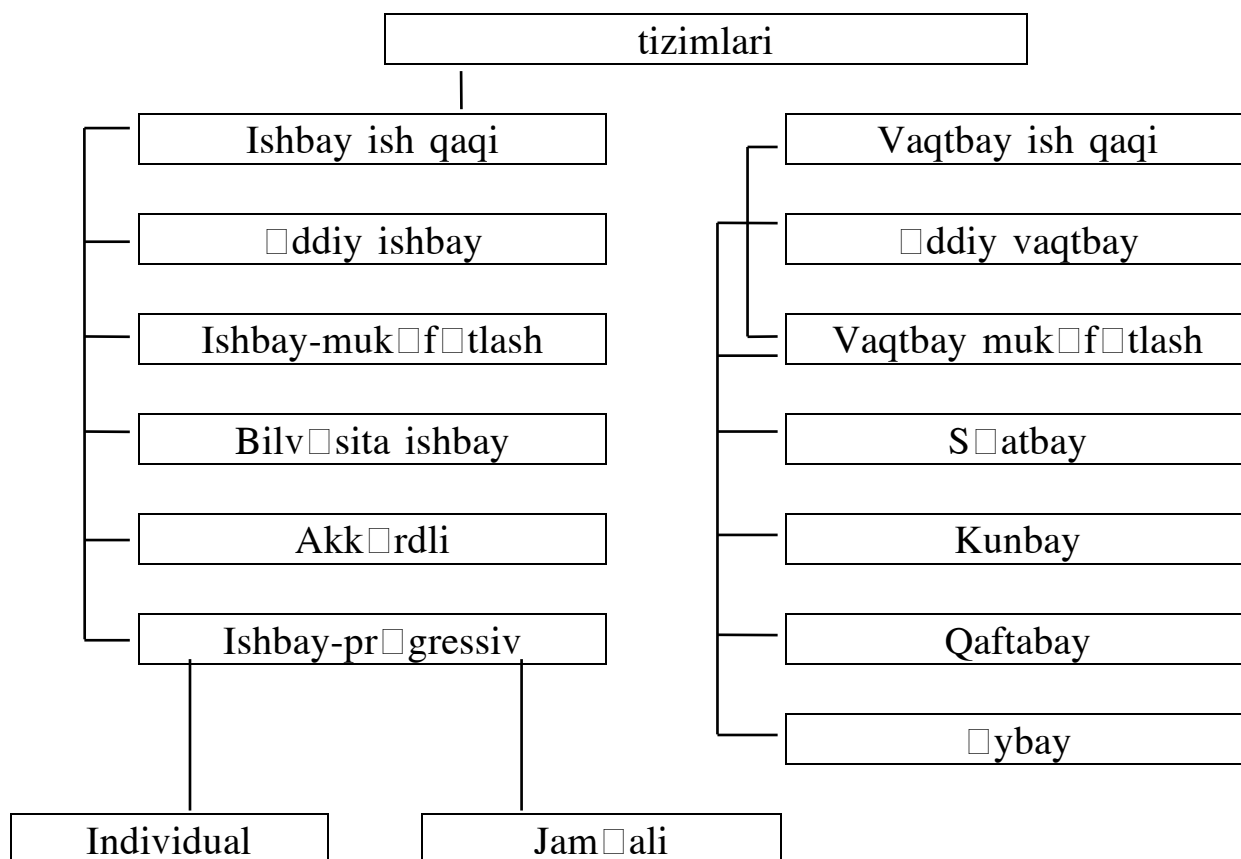 tizimlari
Ishbay ish qaqi
Vaqtbay ish qaqi
□ddiy ishbay
□ddiy vaqtbay
Ishbay-muk□f□tlash
Vaqtbay muk□f□tlash
Bilv□sita ishbay
S□atbay
Akk□rdli
Kunbay
Ishbay-pr□gressiv
Qaftabay
□ybay
Individual
Jam□ali